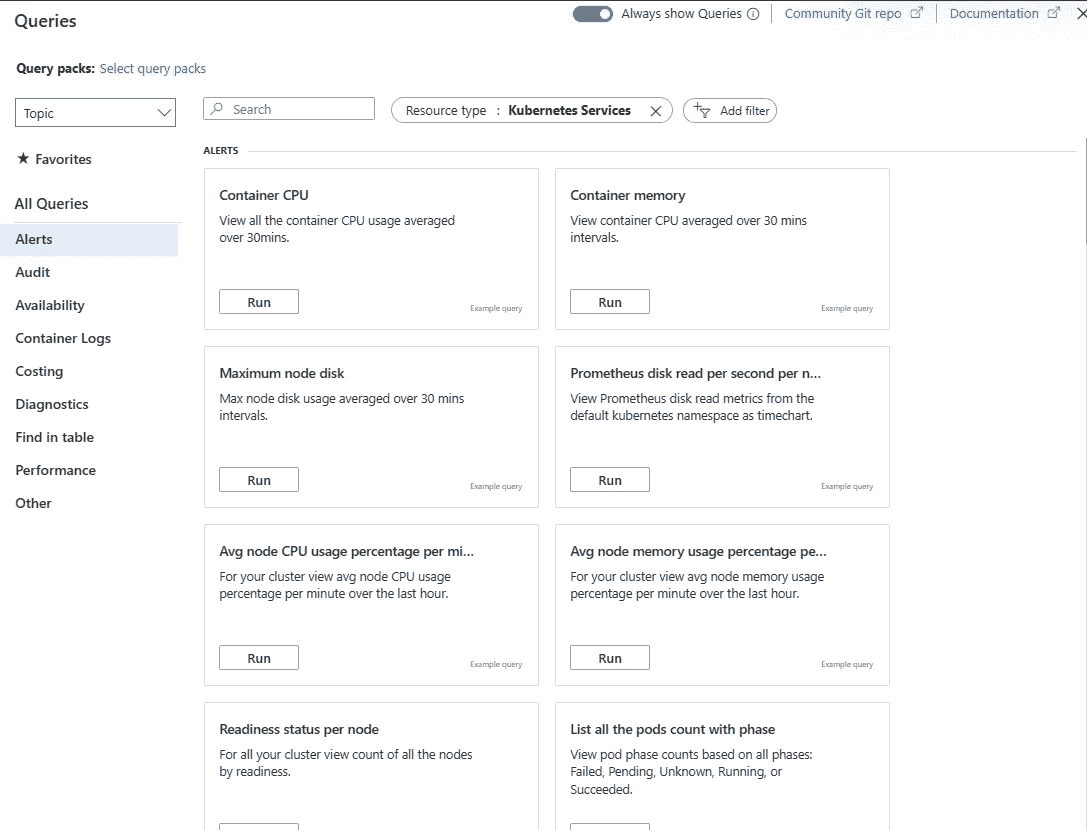 Queries
Always show Queries
Community Git repo
Documentation
Query packs: Select query packs
Topic
Search
Resource type : Kubernetes Services
Add filter
★ Favorites
All Queries
Alerts
Audit
Availability
Container Logs
Costing
Diagnostics
Find in table
Performance
Other
ALERTS
Container CPU
View all the container CPU usage averaged
over 30mins.
Run
Example query
Container memory
View container CPU averaged over 30 mins
intervals.
Run
Example query
Maximum node disk
Max node disk usage averaged over 30 mins
intervals.
Run
Example query
Prometheus disk read per second per n...
View Prometheus disk read metrics from the
default kubernetes namespace as timechart.
Run
Example query
Avg node CPU usage percentage per mi...
For your cluster view avg node CPU usage
percentage per minute over the last hour.
Run
Example query
Avg node memory usage percentage pe...
For your cluster view avg node memory usage
percentage per minute over the last hour.
Run
Example query
Readiness status per node
For all your cluster view count of all the nodes
by readiness.
List all the pods count with phase
View pod phase counts based on all phases:
Failed, Pending, Unknown, Running, or
Succeeded.